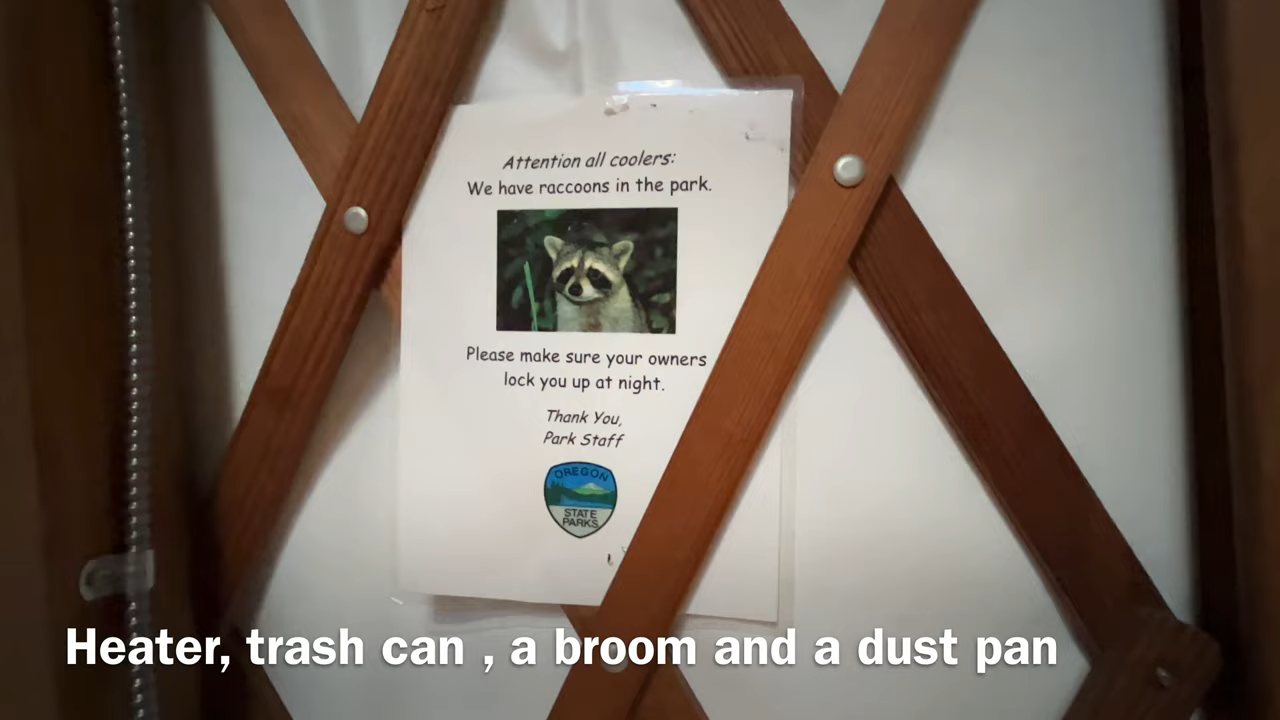 Attention all coolers:
We have raccoons in the park.
Please make sure your owners
lock you up at night.
Thank You,
Park Staff
OREGON
STATE
PARKS
Heater, trash can , a broom and a dust pan